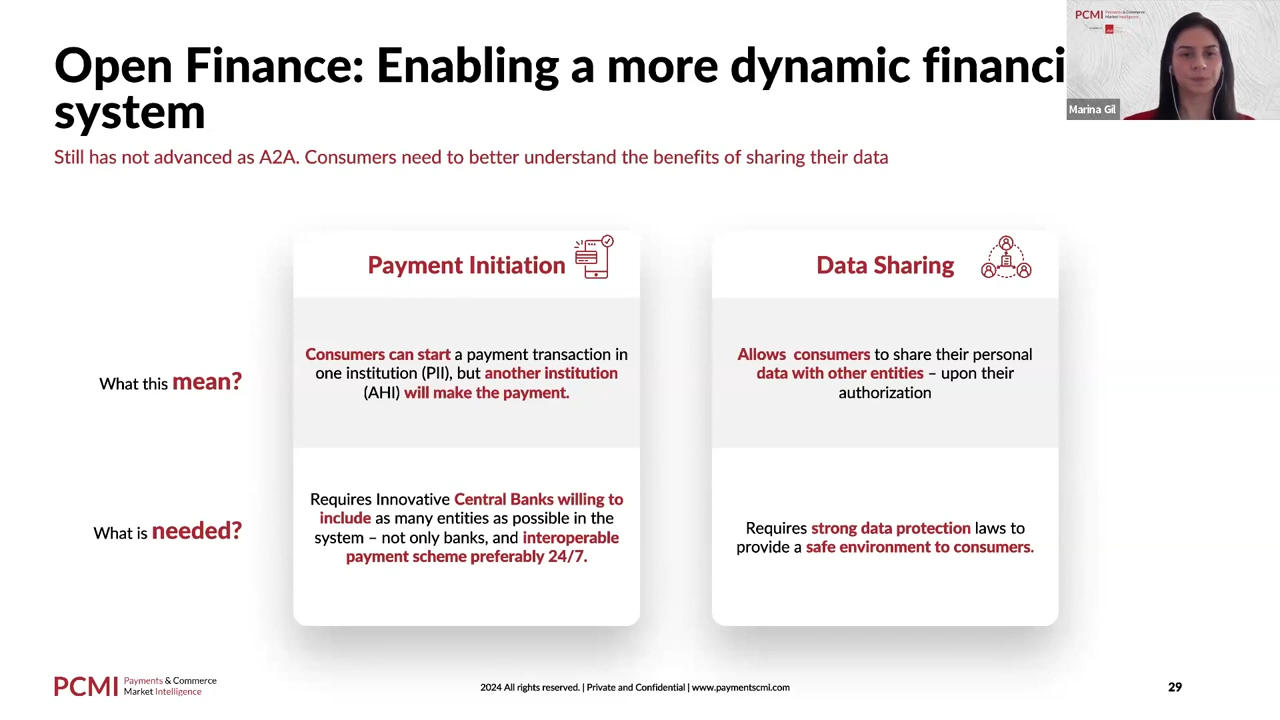 Open Finance: Enabling a more dynamic financi
system
Still has not advanced as A2A. Consumers need to better understand the benefits of sharing their data
PCMI Payments & Commerce
Market Intelligence
Marina Gil
Payment Initiation
Data Sharing
What this mean?
Consumers can start a payment transaction in
one institution (PII), but another institution
(AHI) will make the payment.
Allows consumers to share their personal
data with other entities – upon their
authorization
What is needed?
Requires Innovative Central Banks willing to
include as many entities as possible in the
system – not only banks, and interoperable
payment scheme preferably 24/7.
Requires strong data protection laws to
provide a safe environment to consumers.
PCMI Payments & Commerce
Market Intelligence
2024 All rights reserved. | Private and Confidential | www.paymentscmi.com
29